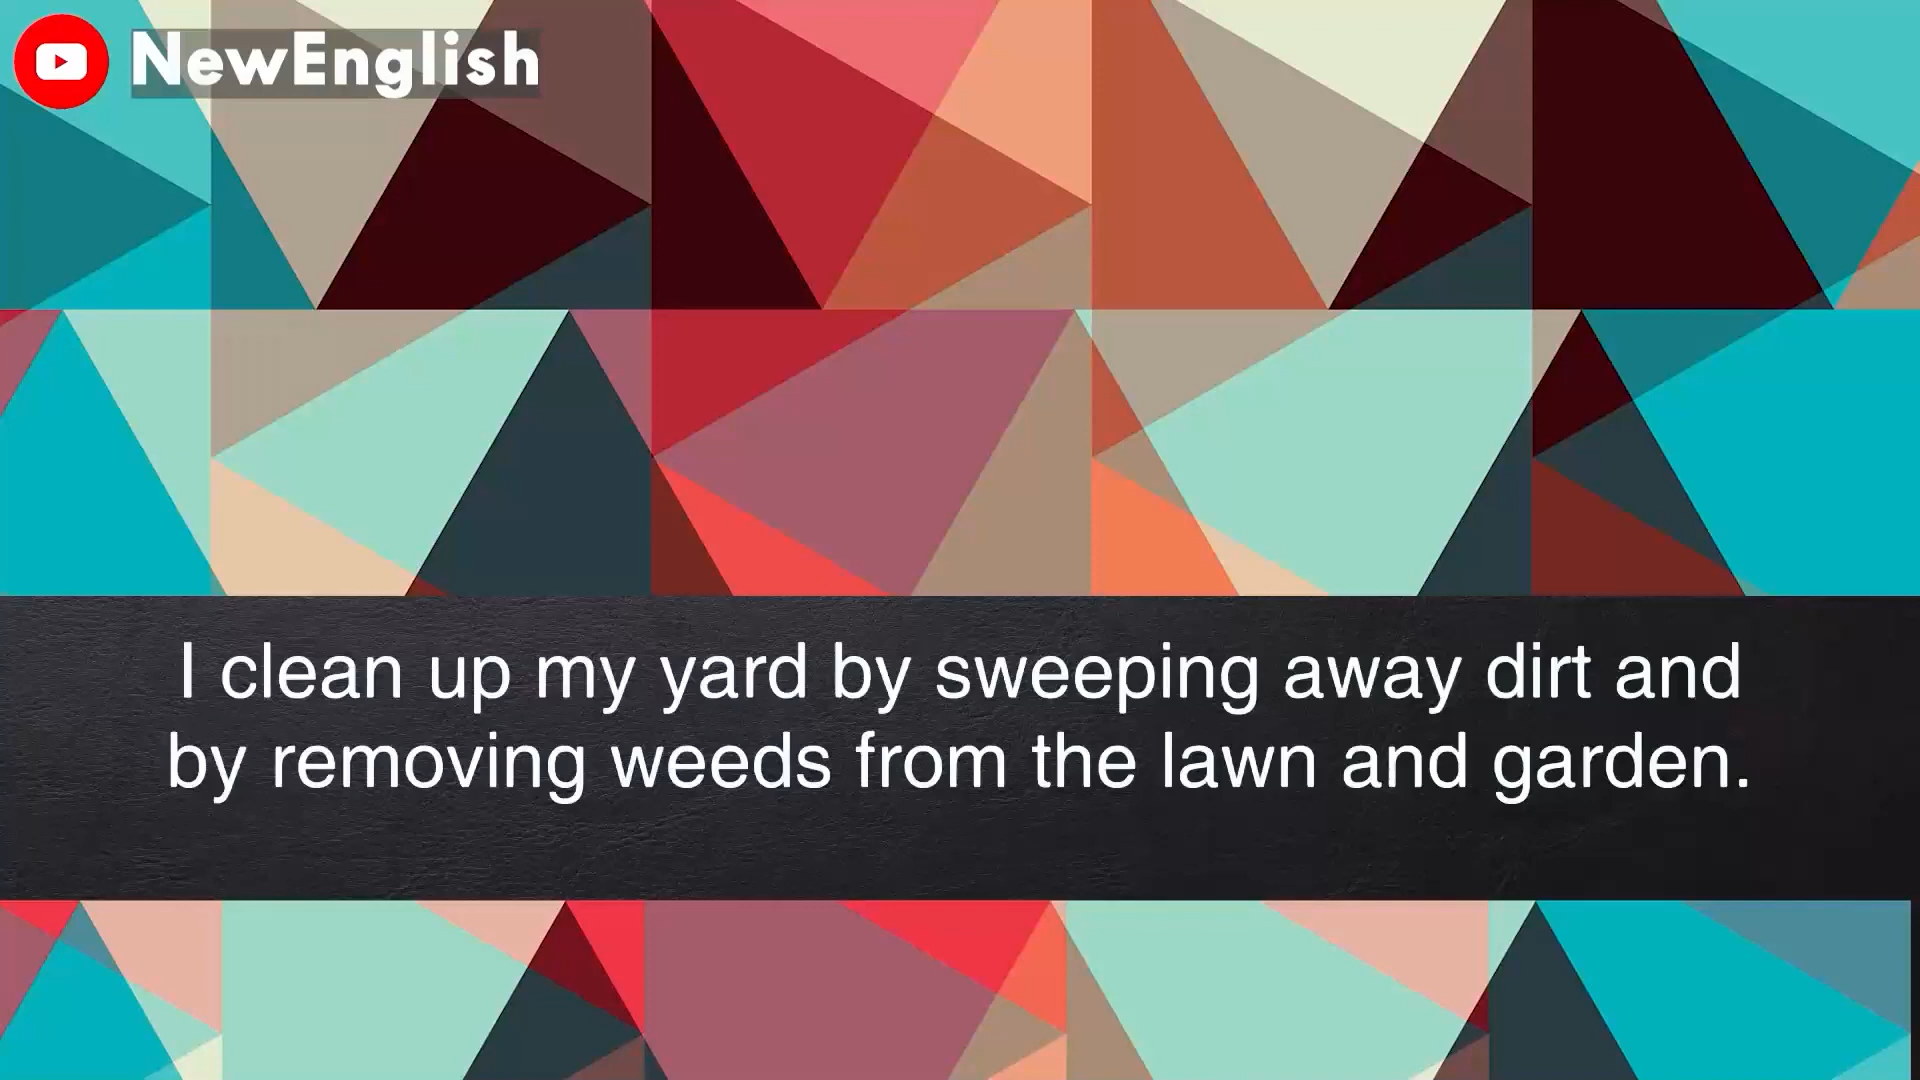 NewEnglish
I clean up my yard by sweeping away dirt and
by removing weeds from the lawn and garden.